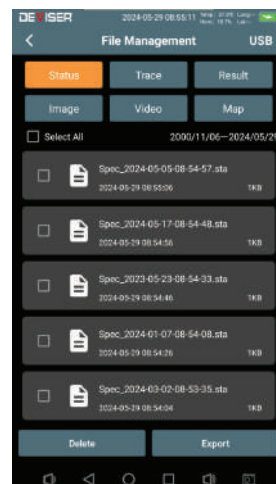 DEVISER 2024-05-29 08:55:11
File Management USB
Status Trace Result
Image Video Map
Select All 2000/11/06—2024/05/29
Spec_2024-05-05-08-54-57.sta
2024-05-29 08:55:06 1KB
Spec_2024-05-17-08-54-48.sta
2024-05-29 08:54:56 1KB
Spec_2023-05-23-08-54-33.sta
2024-05-29 08:54:46 1KB
Spec_2024-01-07-08-54-08.sta
2024-05-29 08:54:26 1KB
Spec_2024-03-02-08-53-35.sta
2024-05-29 08:54:04 1KB
Delete Export